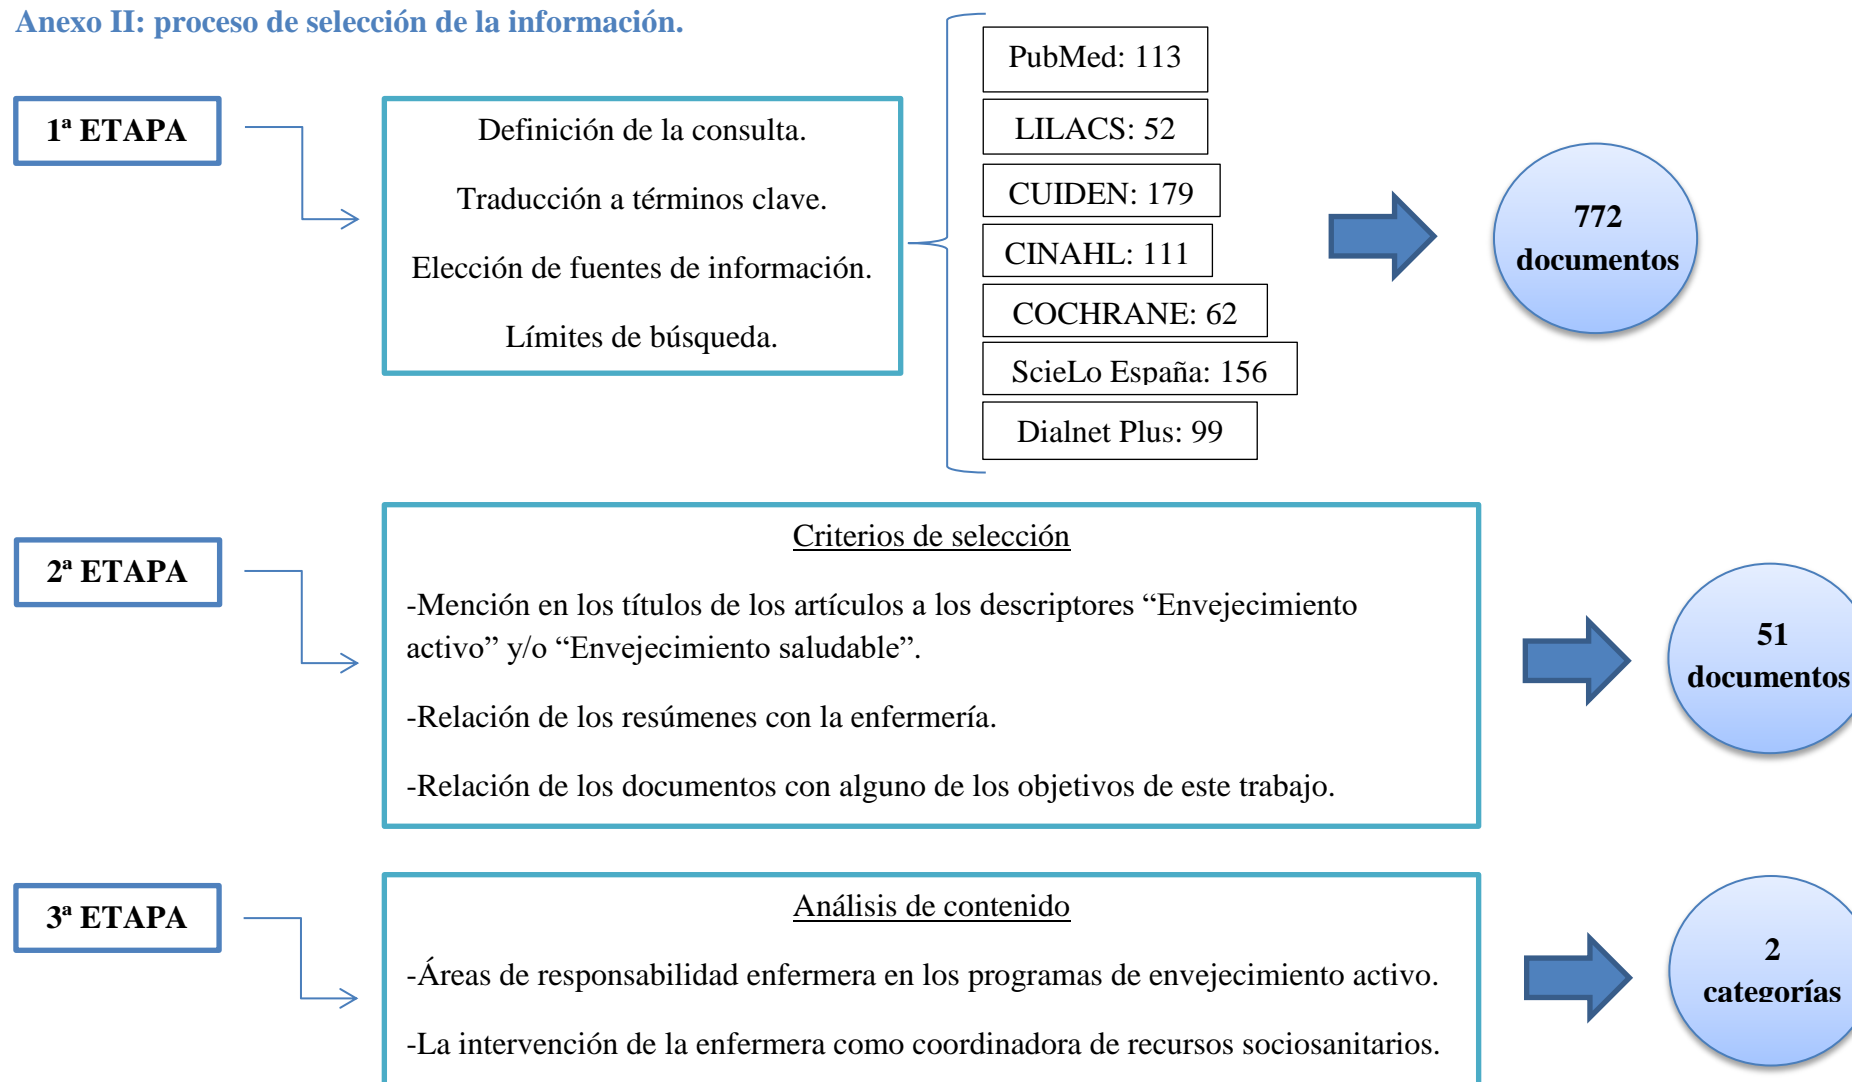 Anexo II: proceso de selección de la información.
1ª ETAPA
Definición de la consulta.
Traducción a términos clave.
Elección de fuentes de información.
Límites de búsqueda.
PubMed: 113
LILACS: 52
CUIDEN: 179
CINAHL: 111
COCHRANE: 62
ScieLo España: 156
Dialnet Plus: 99
772
documentos
2ª ETAPA
Criterios de selección
-Mención en los títulos de los artículos a los descriptores “Envejecimiento
activo” y/o “Envejecimiento saludable”.
-Relación de los resúmenes con la enfermería.
-Relación de los documentos con alguno de los objetivos de este trabajo.
51
documentos
3ª ETAPA
Análisis de contenido
-Áreas de responsabilidad enfermera en los programas de envejecimiento activo.
-La intervención de la enfermera como coordinadora de recursos sociosanitarios.
2
categorías